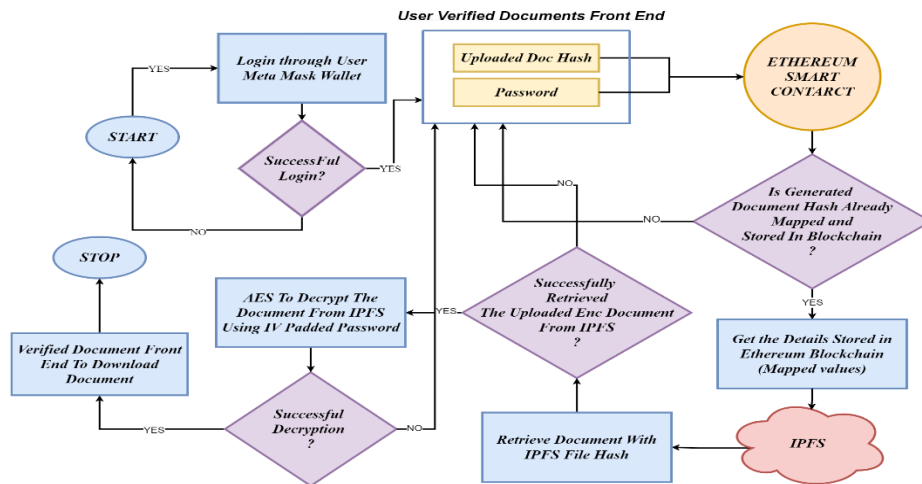 User Verified Documents Front End
YES
Login through User
Meta Mask Wallet
Uploaded Doc Hash
Password
ETHEREUM
SMART
CONTARCT
START
SuccessFul
Login?
YES
NO
NO
NO
Is Generated
Document Hash Already
Mapped and
Stored In Blockchain
?
STOP
AES To Decrypt The
Document From IPFS
Using IV Padded Password
YES
Successfully
Retrieved
The Uploaded Enc Document
From IPFS
?
YES
Verified Document Front
End To Download
Document
Get the Details Stored in
Ethereum Blockchain
(Mapped values)
YES
Successful
Decryption
?
NO
Retrieve Document With
IPFS File Hash
IPFS